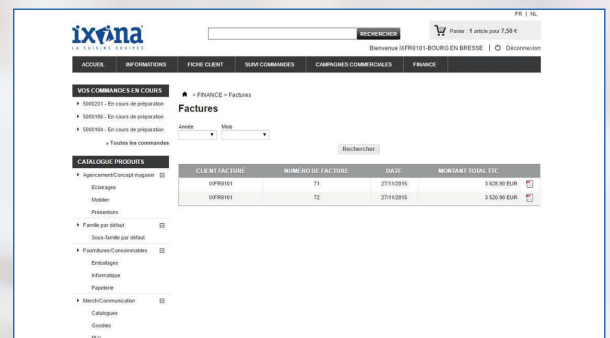 FR | NL
ixina
LA CUISINE EQUIPEE
RECHERCHER
Panier : 1 article pour 7,50 €
Bienvenue IXFR0101-BOURG EN BRESSE | Déconnexion
ACCUEIL INFORMATIONS FICHE CLIENT SUIVI COMMANDES CAMPAGNES COMMERCIALES FINANCE
VOS COMMANDES EN COURS
5000201 - En cours de préparation
5000186 - En cours de préparation
5000184 - En cours de préparation
» Toutes les commandes
CATALOGUE PRODUITS
Agencement/Concept magasin
Eclairages
Mobilier
Présentoirs
Famille par défaut
Sous-famille par défaut
Fournitures/Consommables
Emballages
Informatique
Papeterie
Merch/Communication
Catalogues
Goodies
PLV
> FINANCE > Factures
Factures
Année Mois
Rechercher
CLIENT FACTURÉ NUMÉRO DE FACTURE DATE MONTANT TOTAL TTC
IXFR0101 71 27/11/2015 3 628.90 EUR
IXFR0101 72 27/11/2015 3 520.90 EUR